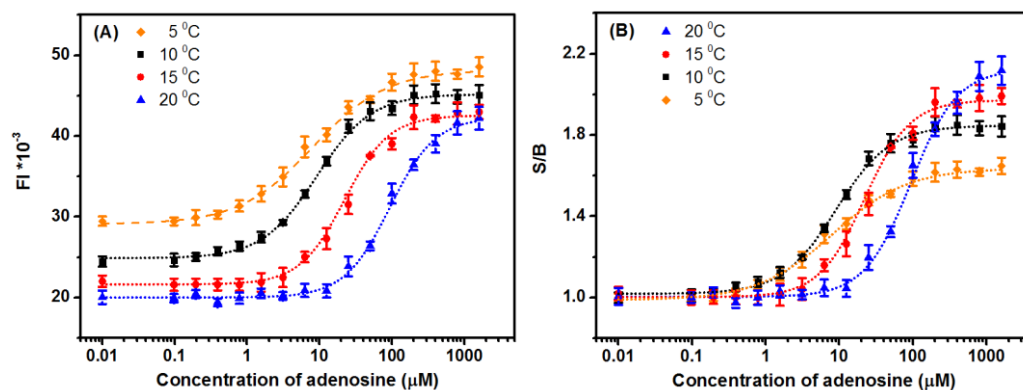 (A)
5 ⁰C
10 ⁰C
15 ⁰C
20 ⁰C
50
40
30
20
FI *10⁻³
0.01 0.1 1 10 100 1000
Concentration of adenosine (μM)
(B)
20 ⁰C
15 ⁰C
10 ⁰C
5 ⁰C
2.2
1.8
1.4
1.0
S/B
0.01 0.1 1 10 100 1000
Concentration of adenosine (μM)